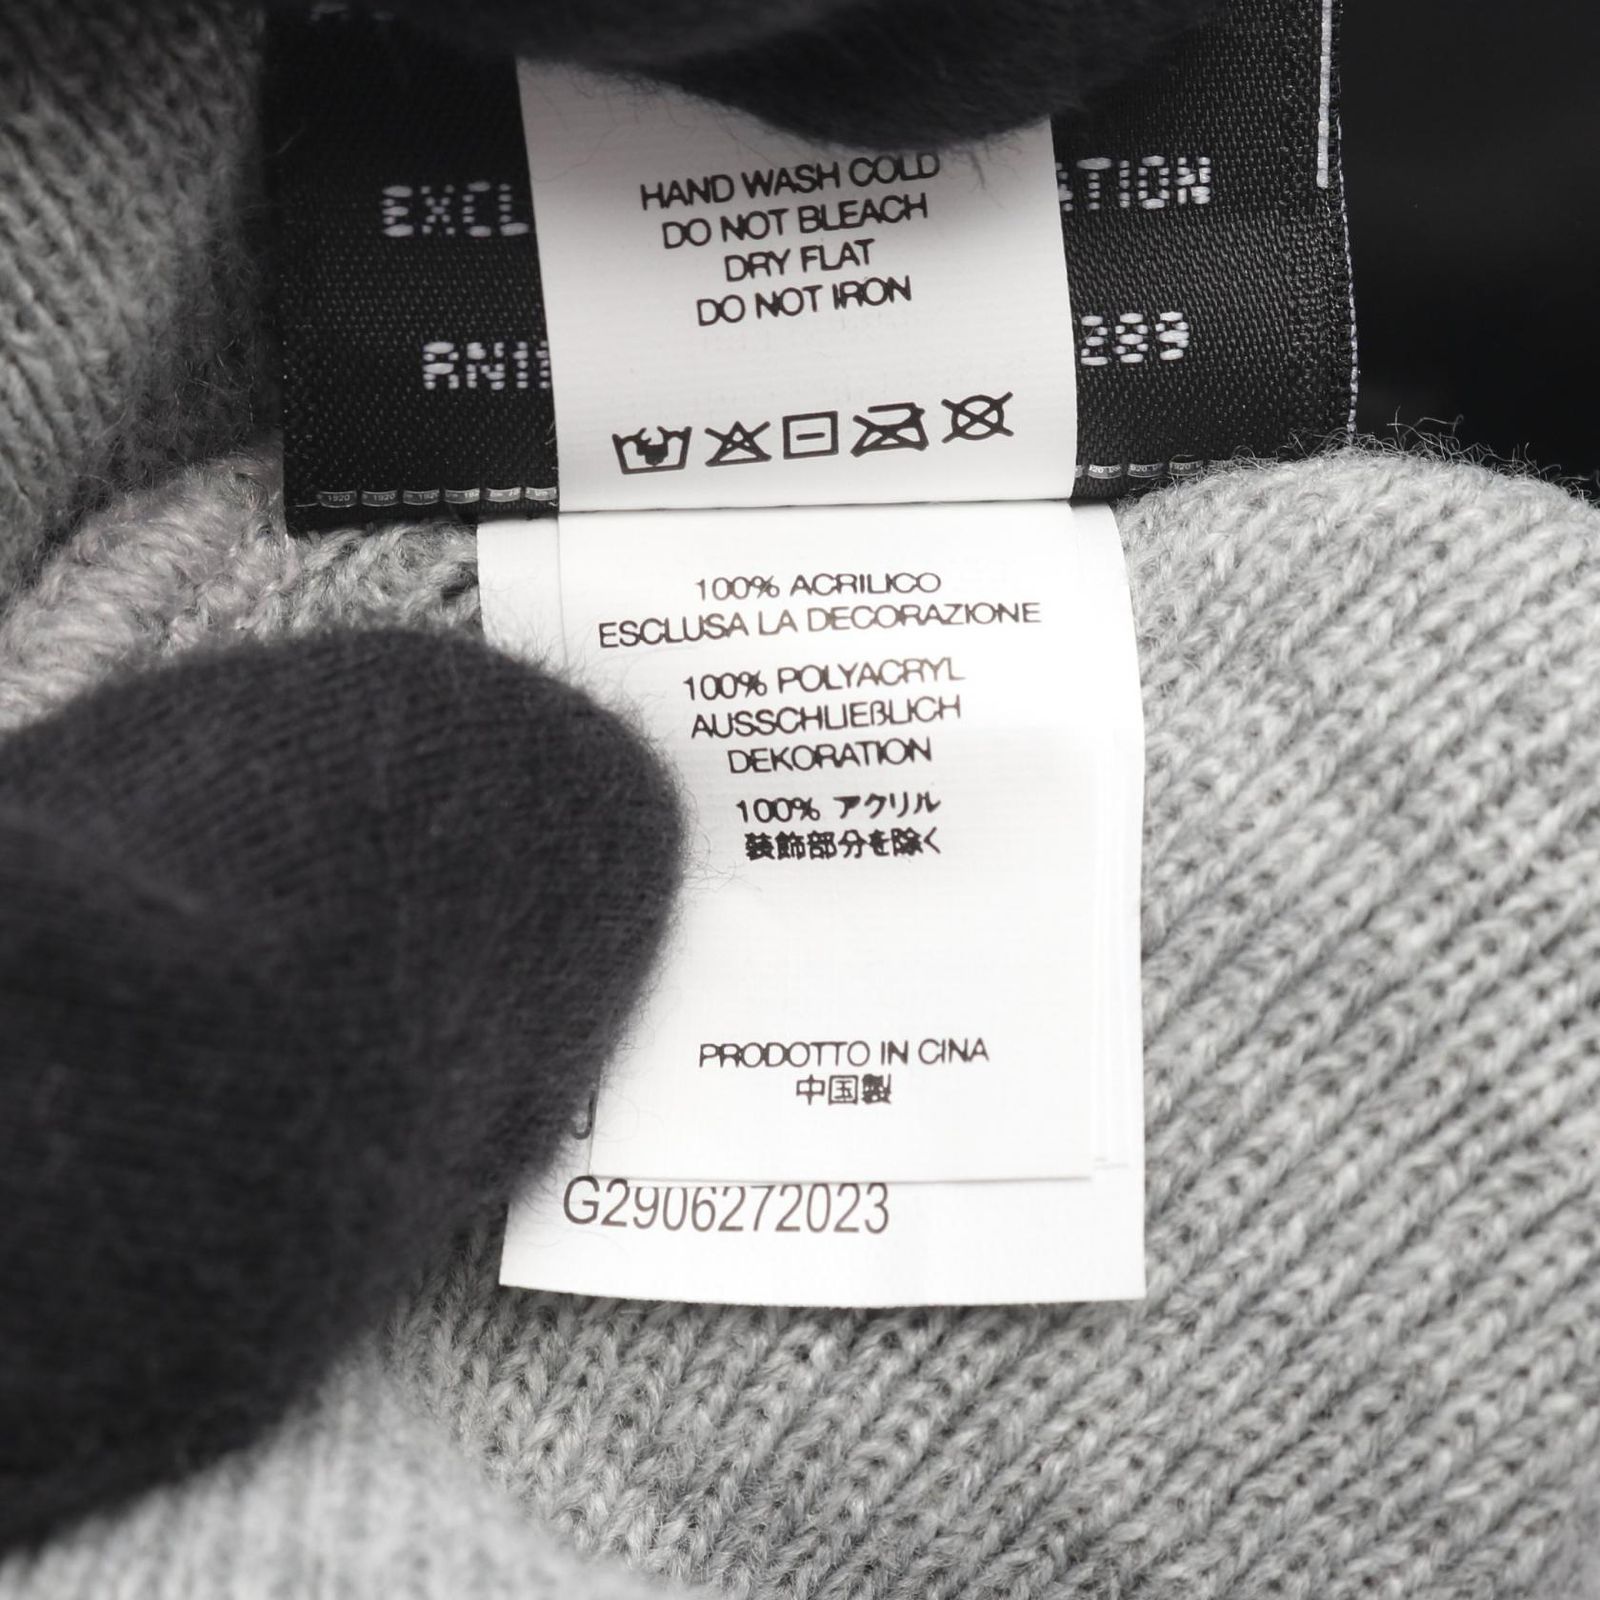 HAND WASH COLD
DO NOT BLEACH
DRY FLAT
DO NOT IRON
100% ACRILICO
ESCLUSA LA DECORAZIONE
100% POLYACRYL
AUSSCHLIEßLICH
DEKORATION
100% アクリル
装飾部分を除く
PRODOTTO IN CINA
中国製
G2906272023